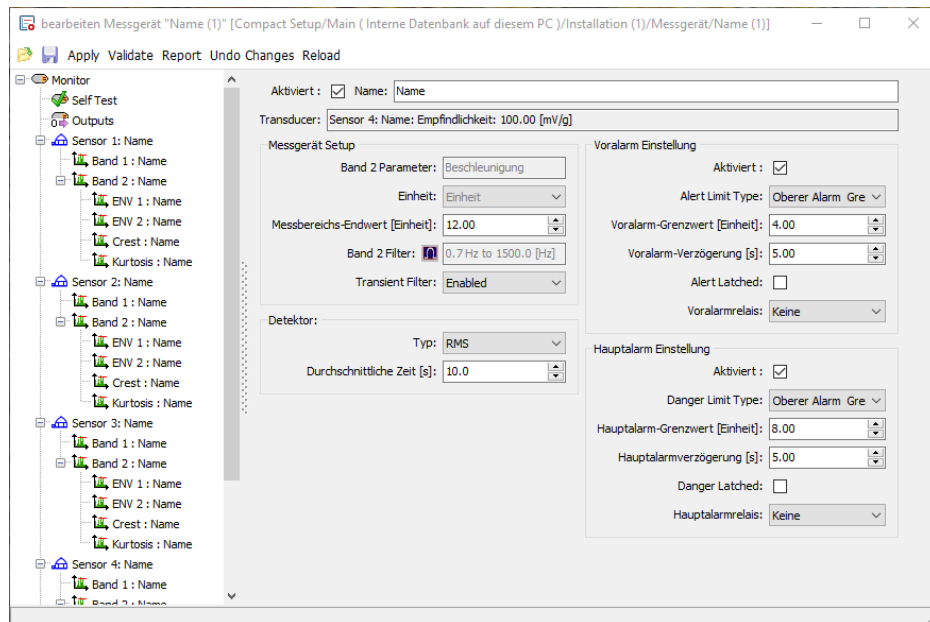 bearbeiten Messgerät "Name (1)" [Compact Setup/Main ( Interne Datenbank auf diesem PC )/Installation (1)/Messgerät/Name (1)]
Apply Validate Report Undo Changes Reload
Monitor
Self Test
Outputs
Sensor 1: Name
Band 1 : Name
Band 2 : Name
ENV 1 : Name
ENV 2 : Name
Crest : Name
Kurtosis : Name
Sensor 2: Name
Band 1 : Name
Band 2 : Name
ENV 1 : Name
ENV 2 : Name
Crest : Name
Kurtosis : Name
Sensor 3: Name
Band 1 : Name
Band 2 : Name
ENV 1 : Name
ENV 2 : Name
Crest : Name
Kurtosis : Name
Sensor 4: Name
Band 1 : Name
Band 2 : Name
Aktiviert : Name: Name
Transducer: Sensor 4: Name: Empfindlichkeit: 100.00 [mV/g]
Messgerät Setup
Band 2 Parameter: Beschleunigung
Einheit: Einheit
Messbereichs-Endwert [Einheit]: 12.00
Band 2 Filter: 0.7 Hz to 1500.0 [Hz]
Transient Filter: Enabled
Detektor:
Typ: RMS
Durchschnittliche Zeit [s]: 10.0
Voralarm Einstellung
Aktiviert :
Alert Limit Type: Oberer Alarm Gre
Voralarm-Grenzwert [Einheit]: 4.00
Voralarm-Verzögerung [s]: 5.00
Alert Latched:
Voralarmrelais: Keine
Hauptalarm Einstellung
Aktiviert :
Danger Limit Type: Oberer Alarm Gre
Hauptalarm-Grenzwert [Einheit]: 8.00
Hauptalarmverzögerung [s]: 5.00
Danger Latched:
Hauptalarmrelais: Keine